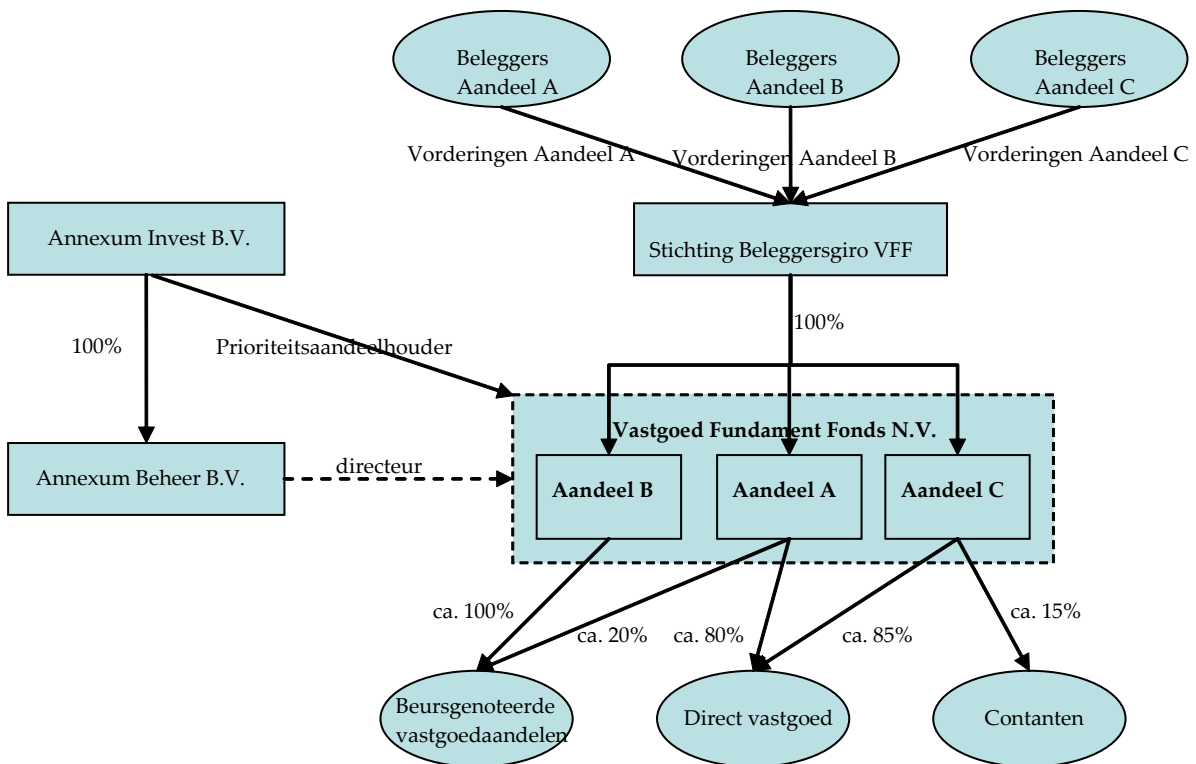 Beleggers
Aandeel A
Beleggers
Aandeel B
Beleggers
Aandeel C
Vorderingen Aandeel A
Vorderingen Aandeel B
Vorderingen Aandeel C
Annexum Invest B.V.
Stichting Beleggersgiro VFF
100%
100%
Prioriteitsaandeelhouder
Vastgoed Fundament Fonds N.V.
Annexum Beheer B.V.
directeur
Aandeel B
Aandeel A
Aandeel C
ca. 100%
ca. 20%
ca. 80%
ca. 85%
ca. 15%
Beursgenoteerde
vastgoedaandelen
Direct vastgoed
Contanten